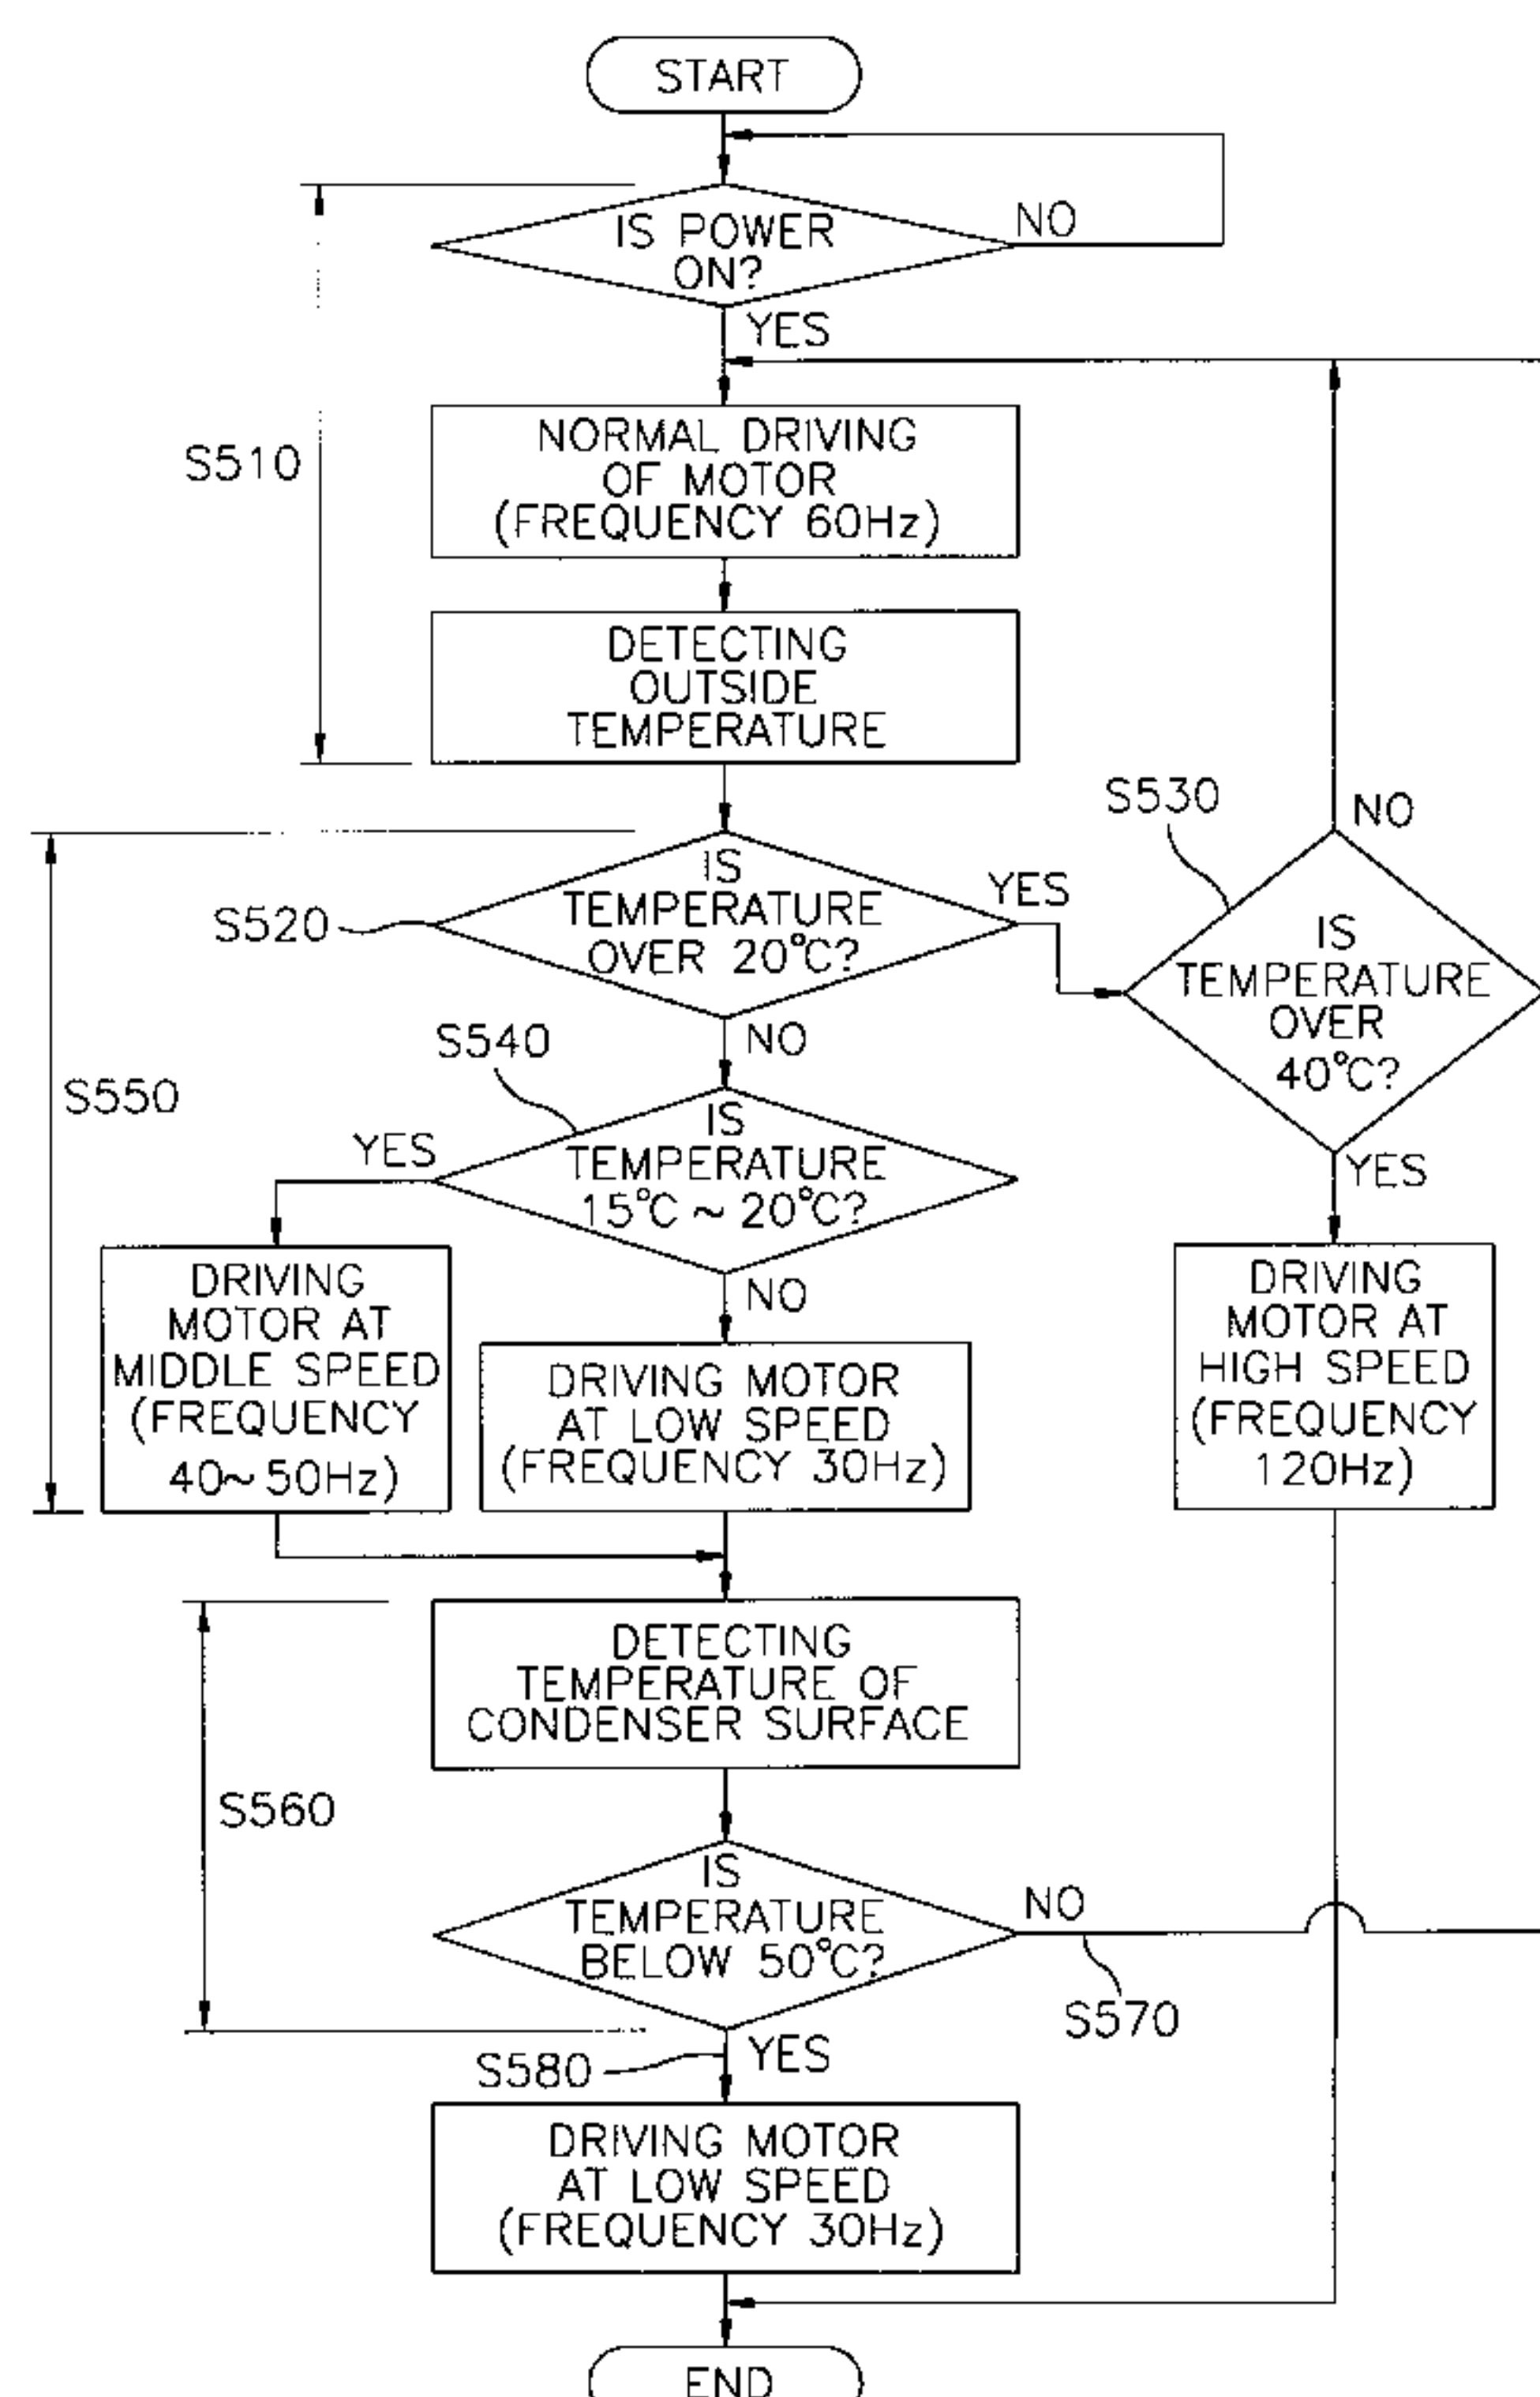 START
IS POWER
ON?
NO
YES
S510
NORMAL DRIVING
OF MOTOR
(FREQUENCY 60Hz)
DETECTING
OUTSIDE
TEMPERATURE
S520
IS
TEMPERATURE
OVER 20°C?
YES
NO
S530
IS
TEMPERATURE
OVER
40°C?
NO
YES
S550
S540
IS
TEMPERATURE
15°C ~ 20°C?
YES
NO
DRIVING
MOTOR AT
MIDDLE SPEED
(FREQUENCY
40~50Hz)
DRIVING MOTOR
AT LOW SPEED
(FREQUENCY 30Hz)
DRIVING
MOTOR AT
HIGH SPEED
(FREQUENCY
120Hz)
S560
DETECTING
TEMPERATURE OF
CONDENSER SURFACE
IS
TEMPERATURE
BELOW 50°C?
NO
S570
S580
YES
DRIVING MOTOR
AT LOW SPEED
(FREQUENCY 30Hz)
END